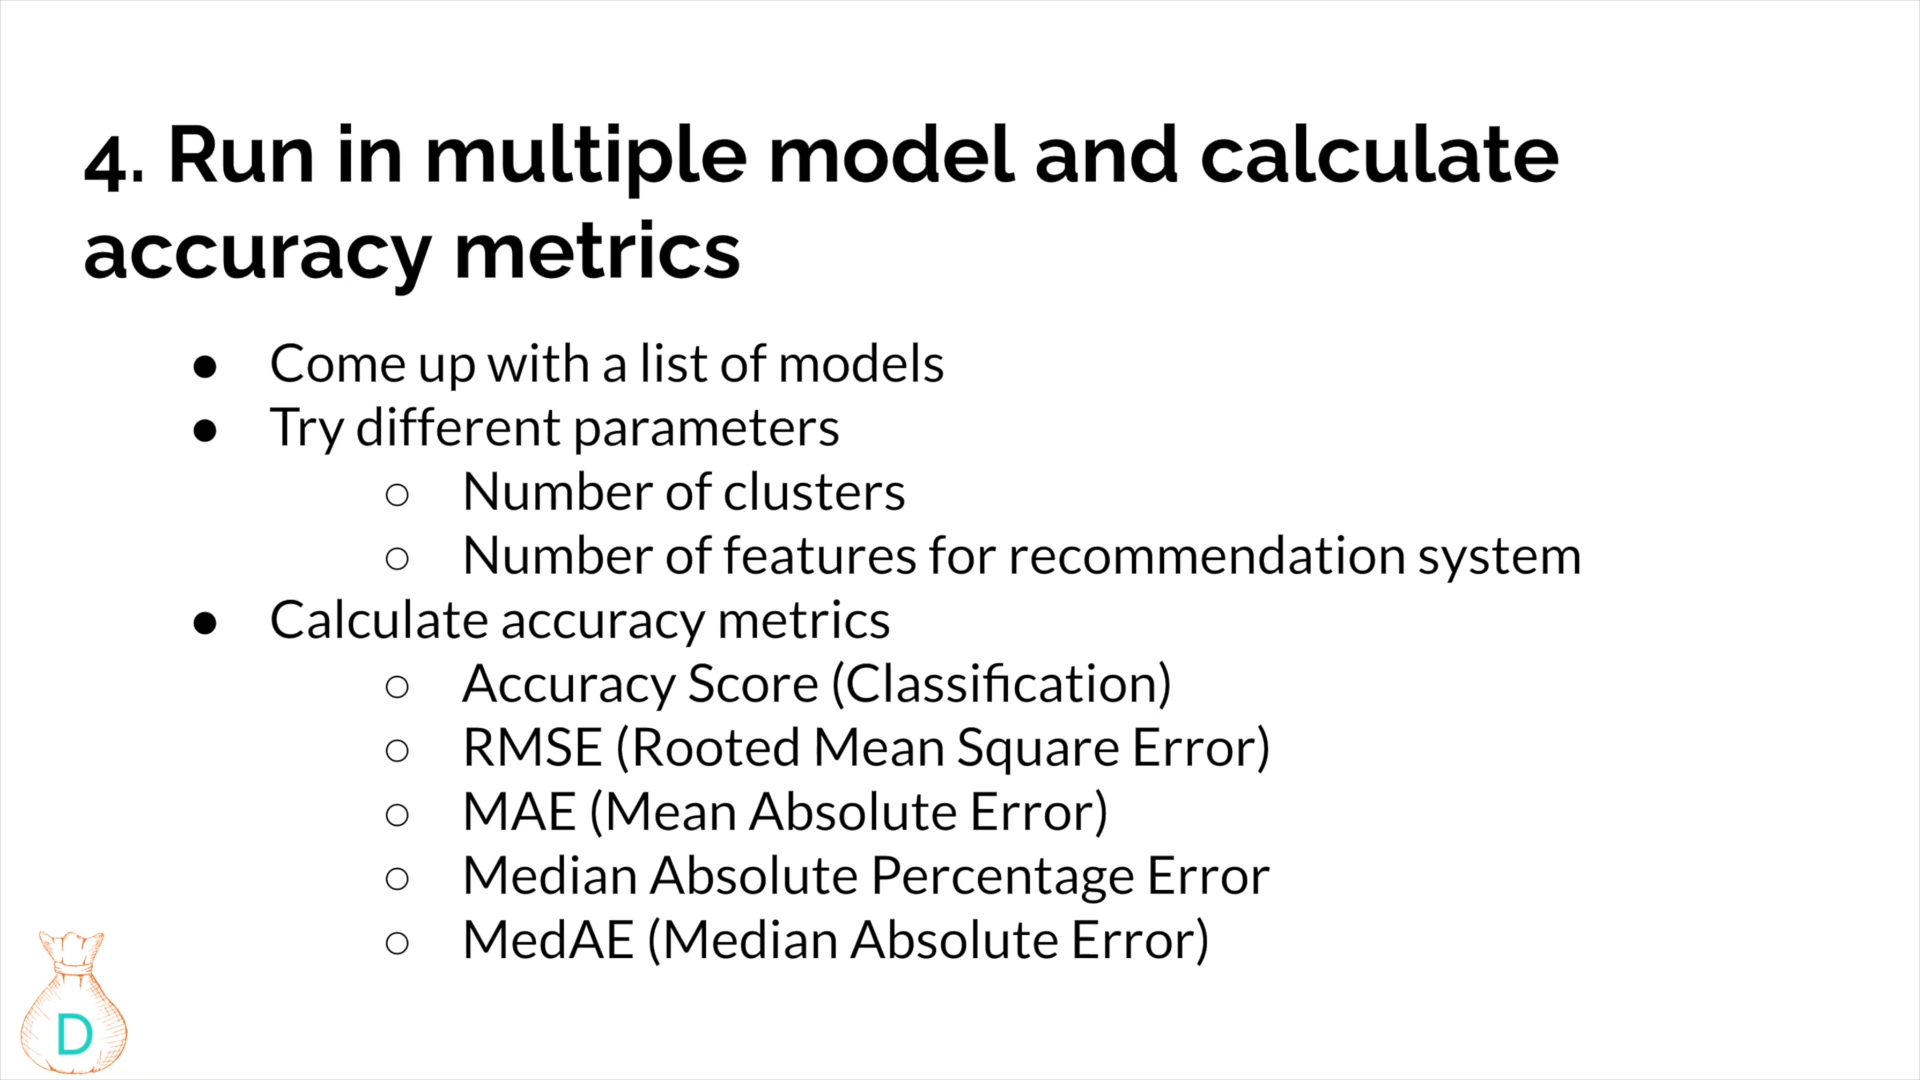 4. Run in multiple model and calculate
accuracy metrics
● Come up with a list of models
● Try different parameters
○ Number of clusters
○ Number of features for recommendation system
● Calculate accuracy metrics
○ Accuracy Score (Classification)
○ RMSE (Rooted Mean Square Error)
○ MAE (Mean Absolute Error)
○ Median Absolute Percentage Error
○ MedAE (Median Absolute Error)
D